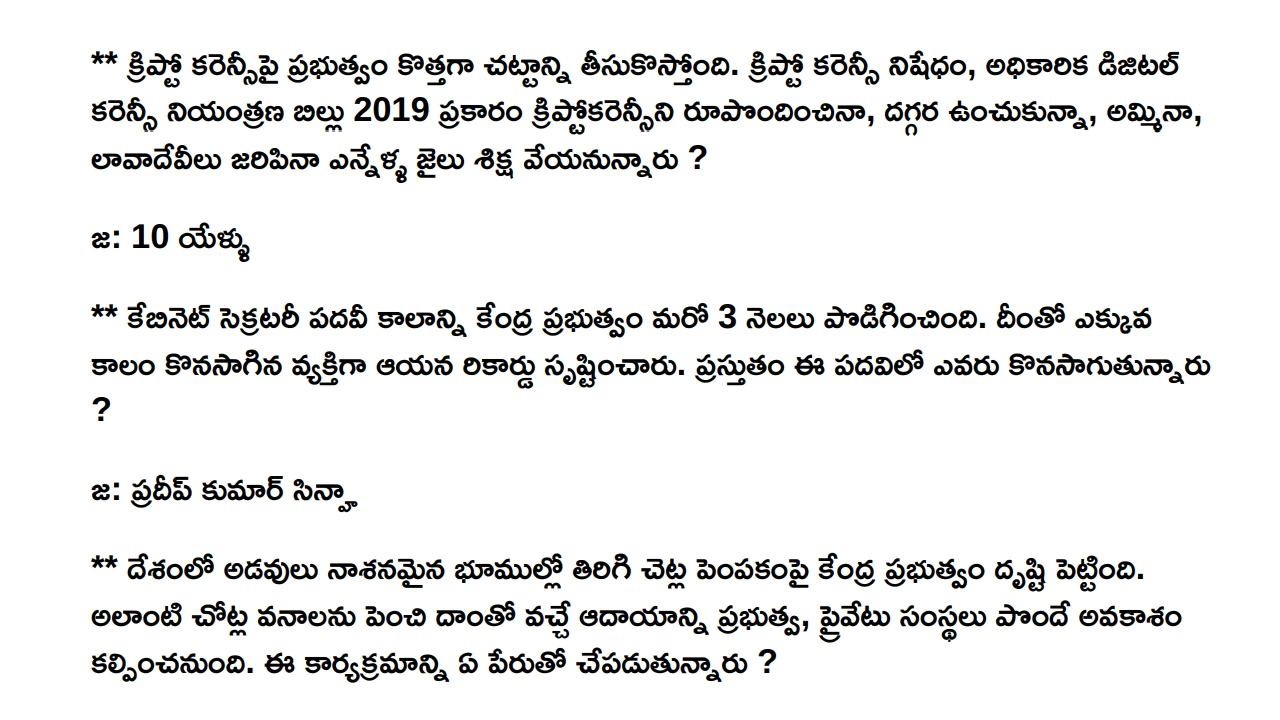 ** క్రిప్టో కరెన్సీపై ప్రభుత్వం కొత్తగా చట్టాన్ని తీసుకొస్తోంది. క్రిప్టో కరెన్సీ నిషేధం, అధికారిక డిజిటల్
కరెన్సీ నియంత్రణ బిల్లు 2019 ప్రకారం క్రిప్టోకరెన్సీని రూపొందించినా, దగ్గర ఉంచుకున్నా, అమ్మినా,
లావాదేవీలు జరిపినా ఎన్నేళ్ళ జైలు శిక్ష వేయనున్నారు ?
జ: 10 యేళ్ళు
** కేబినెట్ సెక్రటరీ పదవీ కాలాన్ని కేంద్ర ప్రభుత్వం మరో 3 నెలలు పొడిగించింది. దీంతో ఎక్కువ
కాలం కొనసాగిన వ్యక్తిగా ఆయన రికార్డు సృష్టించారు. ప్రస్తుతం ఈ పదవిలో ఎవరు కొనసాగుతున్నారు
?
జ: ప్రదీప్ కుమార్ సిన్హా
** దేశంలో అడవులు నాశనమైన భూముల్లో తిరిగి చెట్ల పెంపకంపై కేంద్ర ప్రభుత్వం దృష్టి పెట్టింది.
అలాంటి చోట్ల వనాలను పెంచి దాంతో వచ్చే ఆదాయాన్ని ప్రభుత్వ, ప్రైవేటు సంస్థలు పొందే అవకాశం
కల్పించనుంది. ఈ కార్యక్రమాన్ని ఏ పేరుతో చేపడుతున్నారు ?